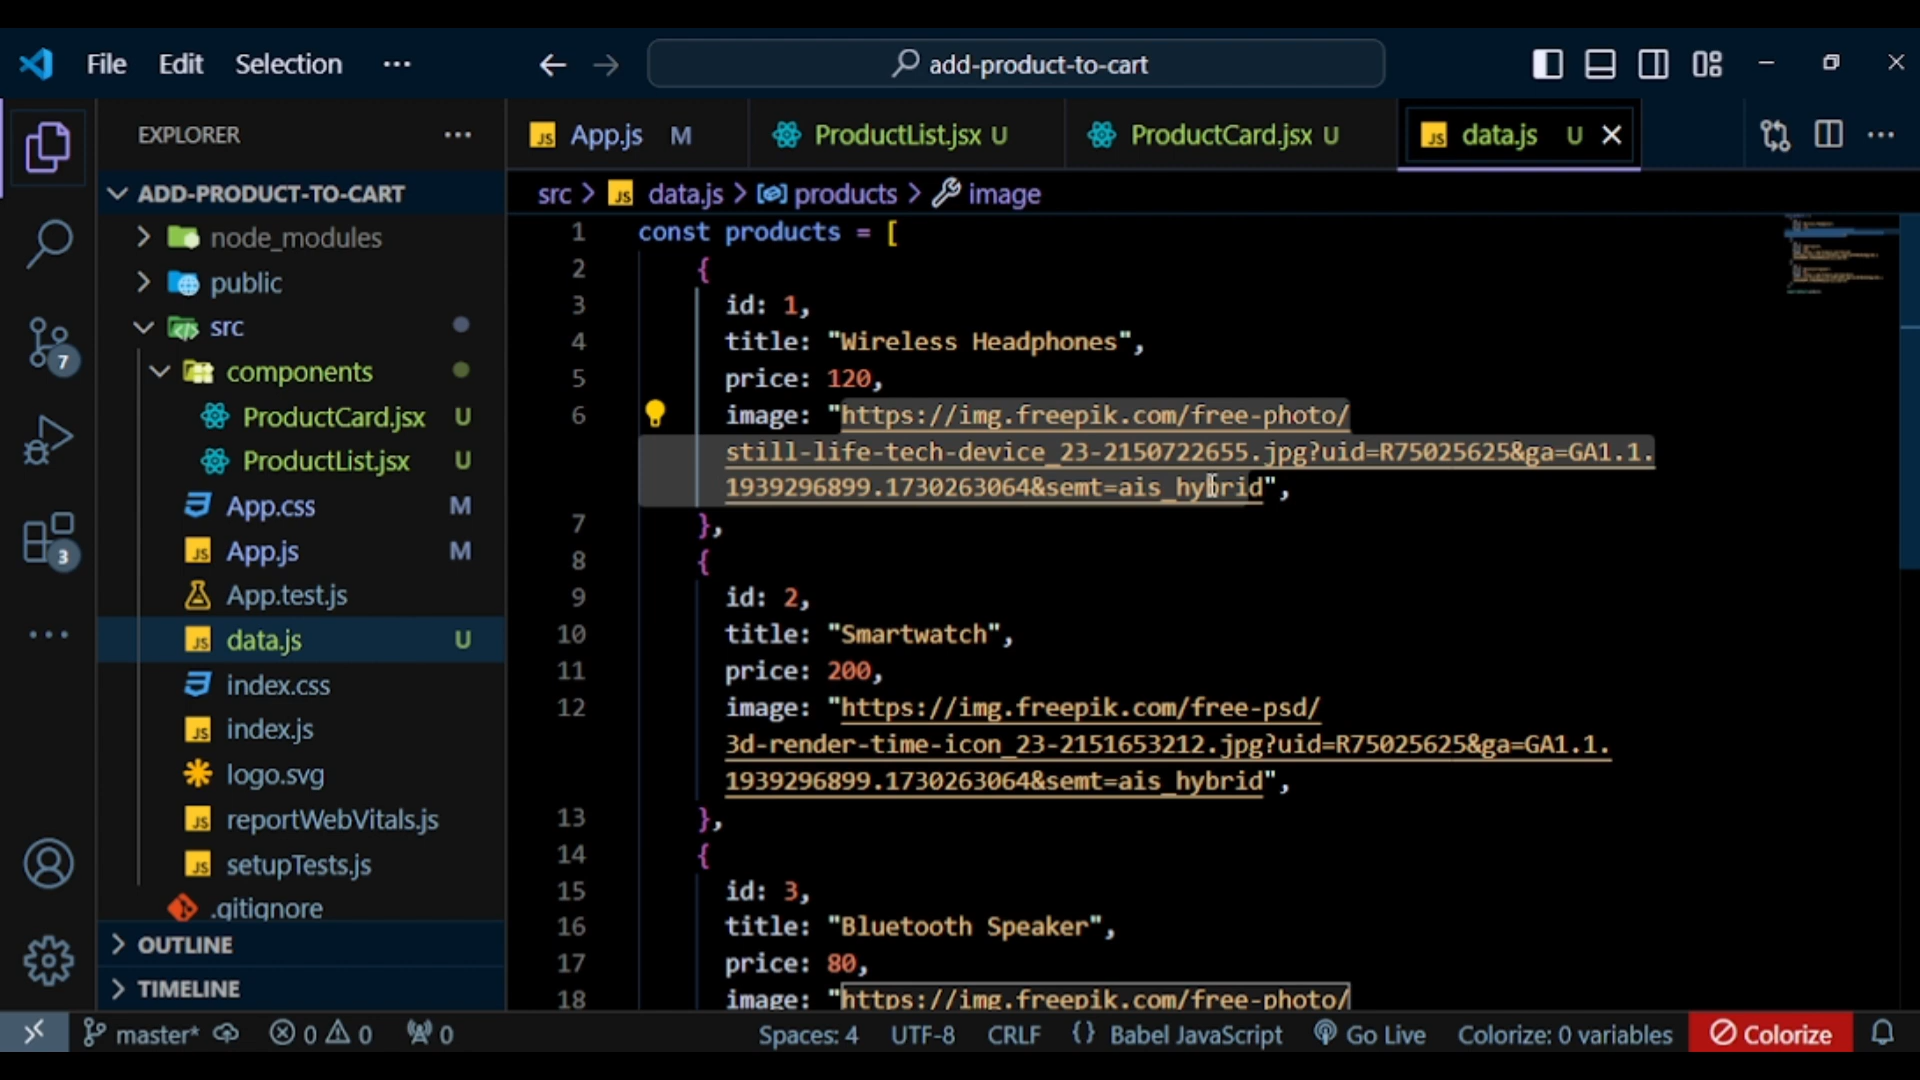 File Edit Selection ···
add-product-to-cart
EXPLORER ···
App.js M
ProductList.jsx U
ProductCard.jsx U
data.js U
ADD-PRODUCT-TO-CART
node_modules
public
src
components
ProductCard.jsx U
ProductList.jsx U
App.css M
App.js M
App.test.js
data.js U
index.css
index.js
logo.svg
reportWebVitals.js
setupTests.js
.gitignore
OUTLINE
TIMELINE
7
3
src > JS data.js > products > image
1 const products = [
2 {
3 id: 1,
4 title: "Wireless Headphones",
5 price: 120,
6 image: "https://img.freepik.com/free-photo/
still-life-tech-device_23-2150722655.jpg?uid=R75025625&ga=GA1.1.
1939296899.1730263064&semt=ais_hybrid",
7 },
8 {
9 id: 2,
10 title: "Smartwatch",
11 price: 200,
12 image: "https://img.freepik.com/free-psd/
3d-render-time-icon_23-2151653212.jpg?uid=R75025625&ga=GA1.1.
1939296899.1730263064&semt=ais_hybrid",
13 },
14 {
15 id: 3,
16 title: "Bluetooth Speaker",
17 price: 80,
18 image: "https://img.freepik.com/free-photo/
master* 0 0 0 Spaces: 4 UTF-8 CRLF {} Babel JavaScript Go Live Colorize: 0 variables Colorize